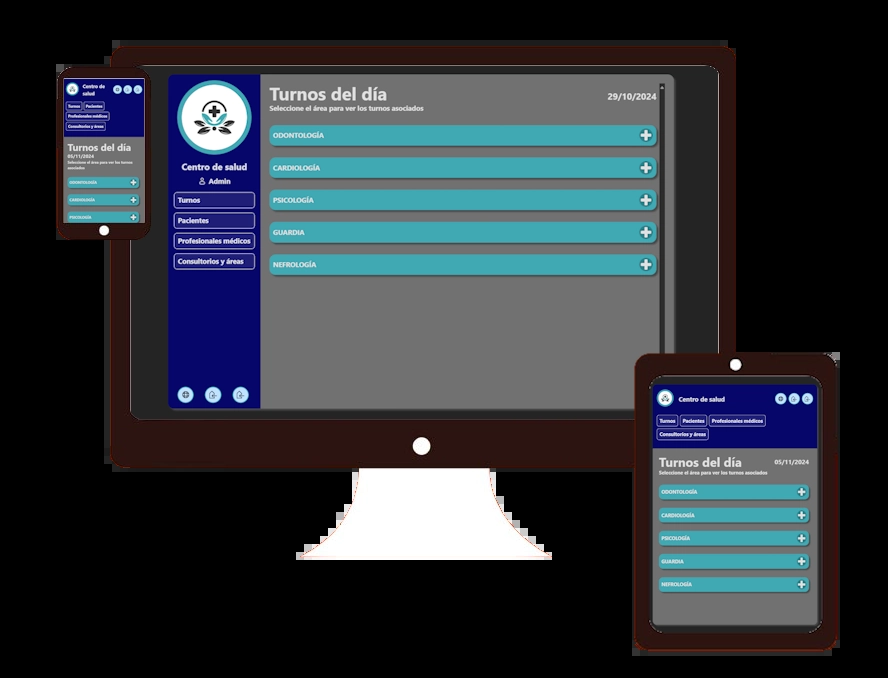 Centro de
salud
Turnos
Pacientes
Profesionales médicos
Consultorios y áreas
Turnos del día
05/11/2024
Seleccione el área para ver los turnos
asociados
ODONTOLOGÍA
CARDIOLOGÍA
PSICOLOGÍA
Centro de salud
Admin
Turnos
Pacientes
Profesionales médicos
Consultorios y áreas
Turnos del día
29/10/2024
Seleccione el área para ver los turnos asociados
ODONTOLOGÍA
CARDIOLOGÍA
PSICOLOGÍA
GUARDIA
NEFROLOGÍA
Centro de salud
Turnos
Pacientes
Profesionales médicos
Consultorios y áreas
Turnos del día
05/11/2024
Seleccione el área para ver los turnos asociados
ODONTOLOGÍA
CARDIOLOGÍA
PSICOLOGÍA
GUARDIA
NEFROLOGÍA